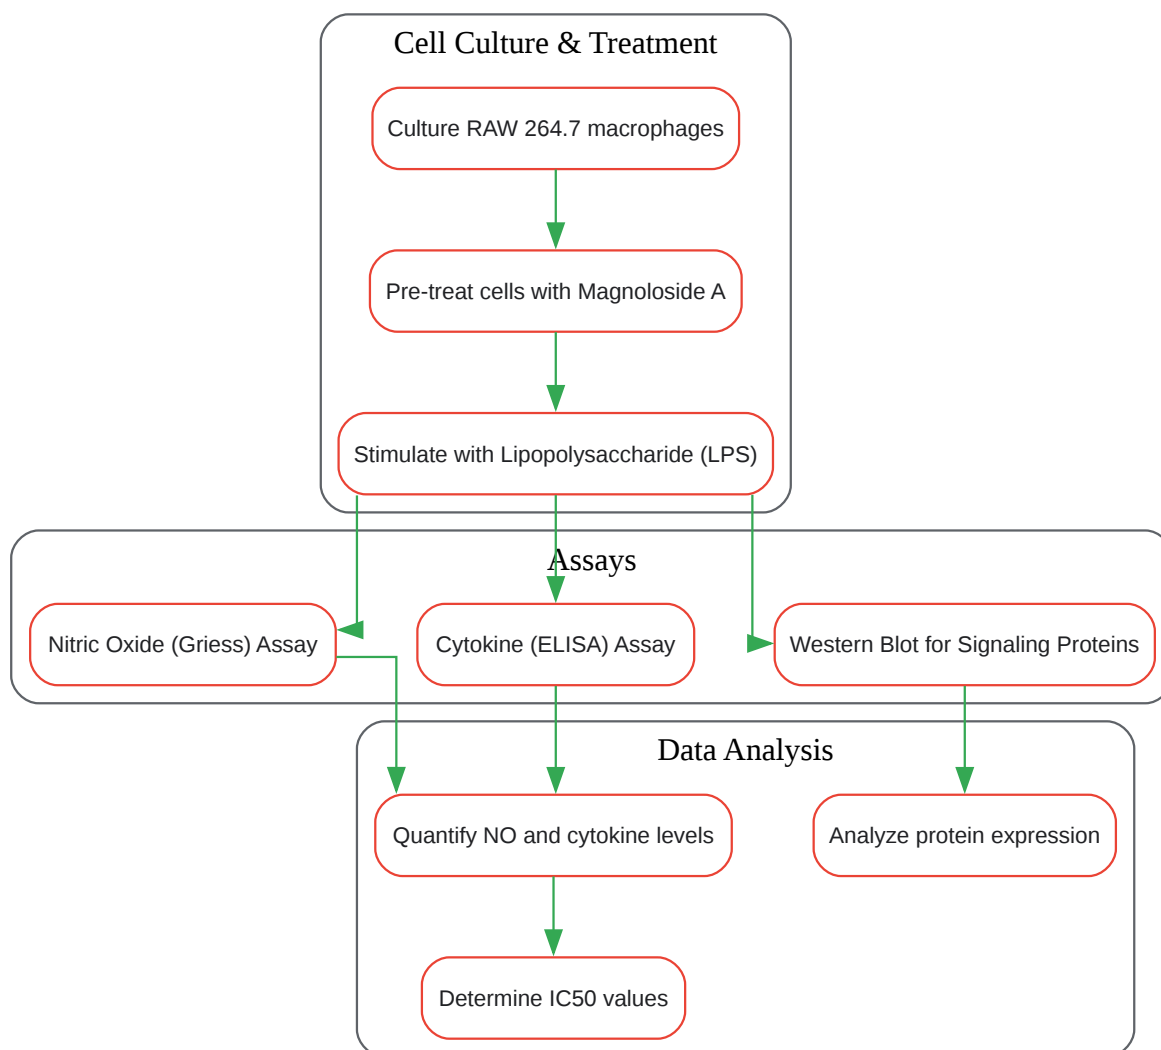 Cell Culture & Treatment
Culture RAW 264.7 macrophages
Pre-treat cells with Magnoloside A
Stimulate with Lipopolysaccharide (LPS)
Assays
Nitric Oxide (Griess) Assay
Cytokine (ELISA) Assay
Western Blot for Signaling Proteins
Data Analysis
Quantify NO and cytokine levels
Analyze protein expression
Determine IC50 values